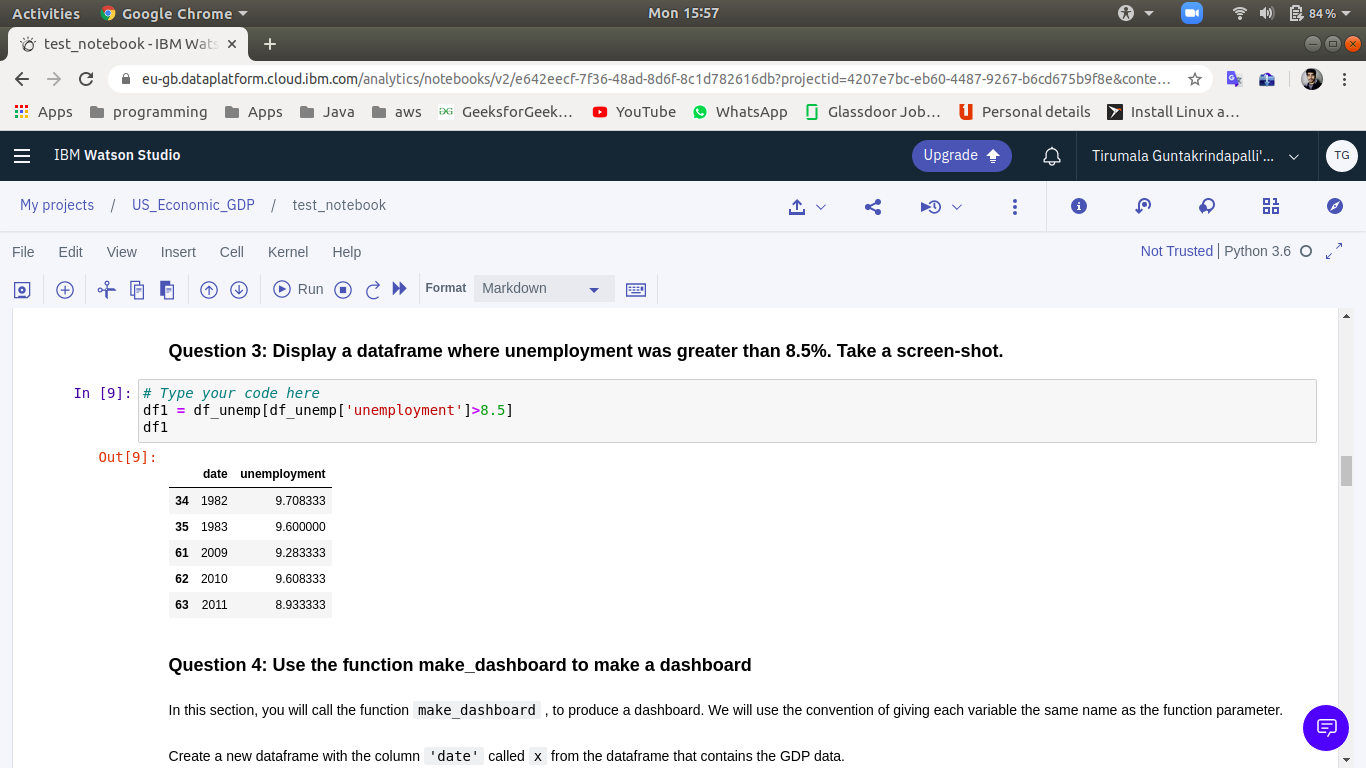 Activities Google Chrome Mon 15:57 84 %
test_notebook - IBM Wats
eu-gb.dataplatform.cloud.ibm.com/analytics/notebooks/v2/e642eecf-7f36-48ad-8d6f-8c1d782616db?projectid=4207e7bc-eb60-4487-9267-b6cd675b9f8e&conte...
Apps programming Apps Java aws GeeksforGeek... YouTube WhatsApp Glassdoor Job... Personal details Install Linux a...
IBM Watson Studio Upgrade Tirumala Guntakrindapalli'... TG
My projects / US_Economic_GDP / test_notebook
File Edit View Insert Cell Kernel Help Not Trusted | Python 3.6
Run Format Markdown
Question 3: Display a dataframe where unemployment was greater than 8.5%. Take a screen-shot.
In [9]: # Type your code here
df1 = df_unemp[df_unemp['unemployment']>8.5]
df1
Out[9]:
date unemployment
34 1982 9.708333
35 1983 9.600000
61 2009 9.283333
62 2010 9.608333
63 2011 8.933333
Question 4: Use the function make_dashboard to make a dashboard
In this section, you will call the function make_dashboard , to produce a dashboard. We will use the convention of giving each variable the same name as the function parameter.
Create a new dataframe with the column 'date' called x from the dataframe that contains the GDP data.